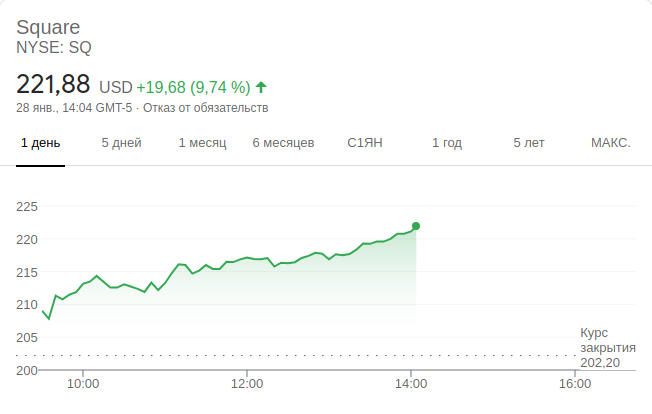 Square
NYSE: SQ
221,88 USD +19,68 (9,74 %)
28 янв., 14:04 GMT-5 · Отказ от обязательств
1 день 5 дней 1 месяц 6 месяцев С1ЯН 1 год 5 лет МАКС.
225
220
215
210
205
200
Курс
закрытия
202,20
10:00 12:00 14:00 16:00